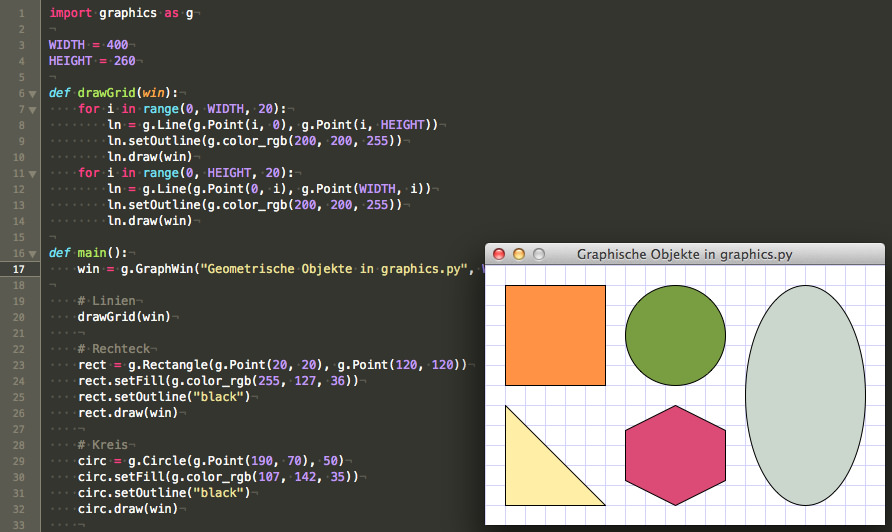 1 import graphics as g
2
3 WIDTH = 400
4 HEIGHT = 260
5
6 def drawGrid(win):
7     for i in range(0, WIDTH, 20):
8         ln = g.Line(g.Point(i, 0), g.Point(i, HEIGHT))
9         ln.setOutline(g.color_rgb(200, 200, 255))
10         ln.draw(win)
11     for i in range(0, HEIGHT, 20):
12         ln = g.Line(g.Point(0, i), g.Point(WIDTH, i))
13         ln.setOutline(g.color_rgb(200, 200, 255))
14         ln.draw(win)
15
16 def main():
17     win = g.GraphWin("Geometrische Objekte in graphics.py",
18
19     # Linien
20     drawGrid(win)
21
22     # Rechteck
23     rect = g.Rectangle(g.Point(20, 20), g.Point(120, 120))
24     rect.setFill(g.color_rgb(255, 127, 36))
25     rect.setOutline("black")
26     rect.draw(win)
27
28     # Kreis
29     circ = g.Circle(g.Point(190, 70), 50)
30     circ.setFill(g.color_rgb(107, 142, 35))
31     circ.setOutline("black")
32     circ.draw(win)
33
Graphische Objekte in graphics.py